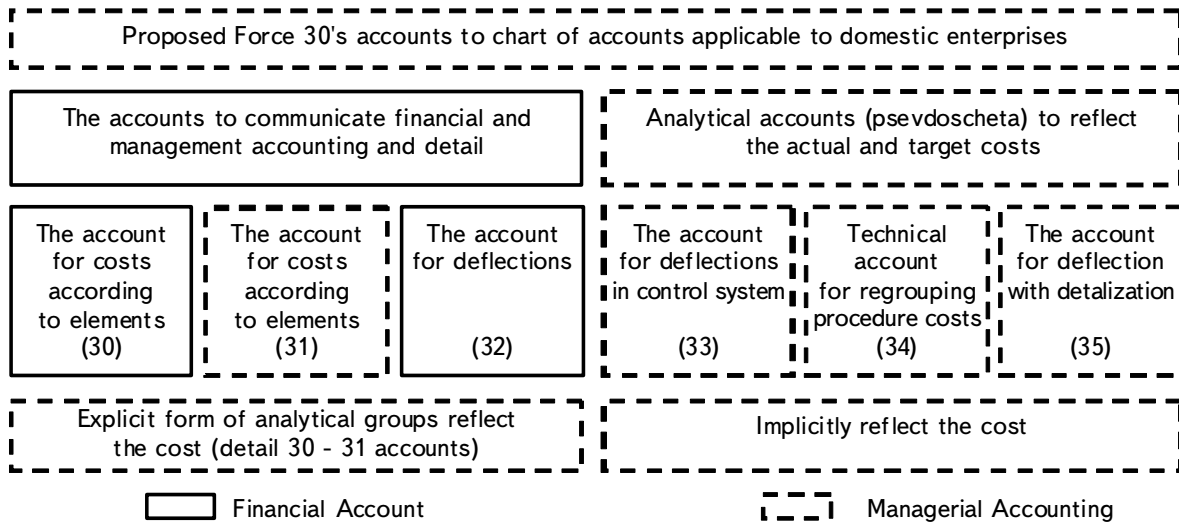 Proposed Force 30's accounts to chart of accounts applicable to domestic enterprises
The accounts to communicate financial and
management accounting and detail
Analytical accounts (psevdoscheta) to reflect
the actual and target costs
The account
for costs
according
to elements
(30)
The account
for costs
according
to elements
(31)
The account
for deflections
(32)
The account
for deflections
in control system
(33)
Technical
account
for regrouping
procedure costs
(34)
The account
for deflection
with detalization
(35)
Explicit form of analytical groups reflect
the cost (detail 30 - 31 accounts)
Implicitly reflect the cost
Financial Account
Managerial Accounting